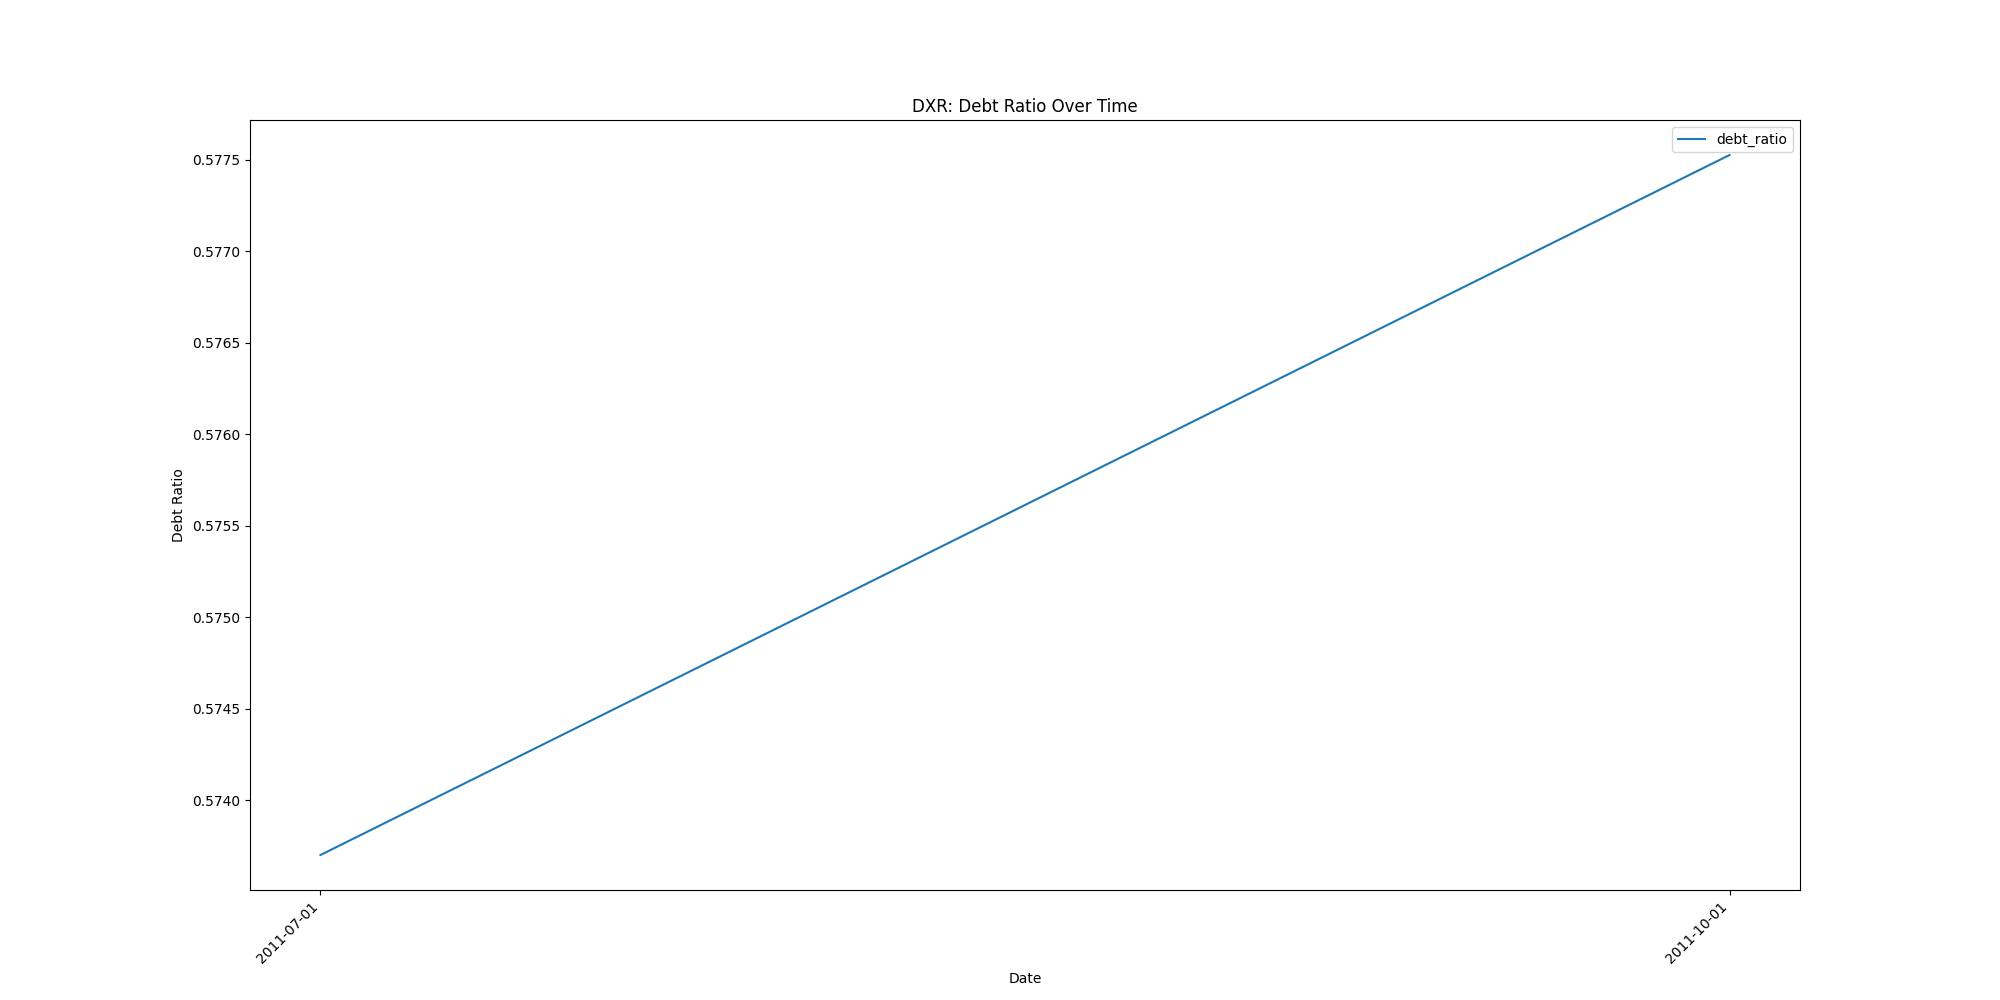 DXR: Debt Ratio Over Time
debt_ratio
0.5775
0.5770
0.5765
0.5760
0.5755
0.5750
0.5745
0.5740
Debt Ratio
2011-07-01
2011-10-01
Date